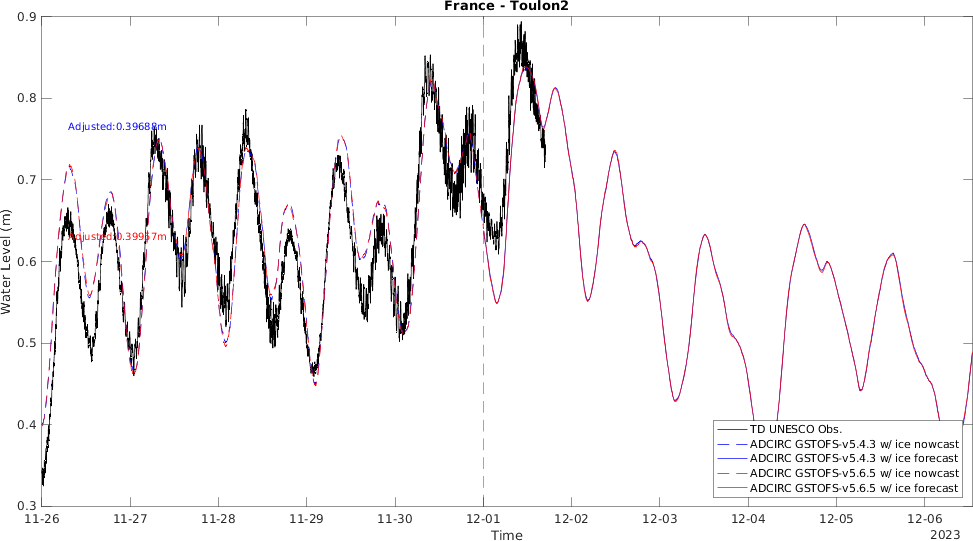 France - Toulon2
0.9
0.8
0.7
0.6
0.5
0.4
0.3
Water Level (m)
Adjusted:0.39688m
Adjusted:0.39957m
TD UNESCO Obs.
ADCIRC GSTOFS-v5.4.3 w/ ice nowcast
ADCIRC GSTOFS-v5.4.3 w/ ice forecast
ADCIRC GSTOFS-v5.6.5 w/ ice nowcast
ADCIRC GSTOFS-v5.6.5 w/ ice forecast
11-26 11-27 11-28 11-29 11-30 12-01 12-02 12-03 12-04 12-05 12-06
Time
2023